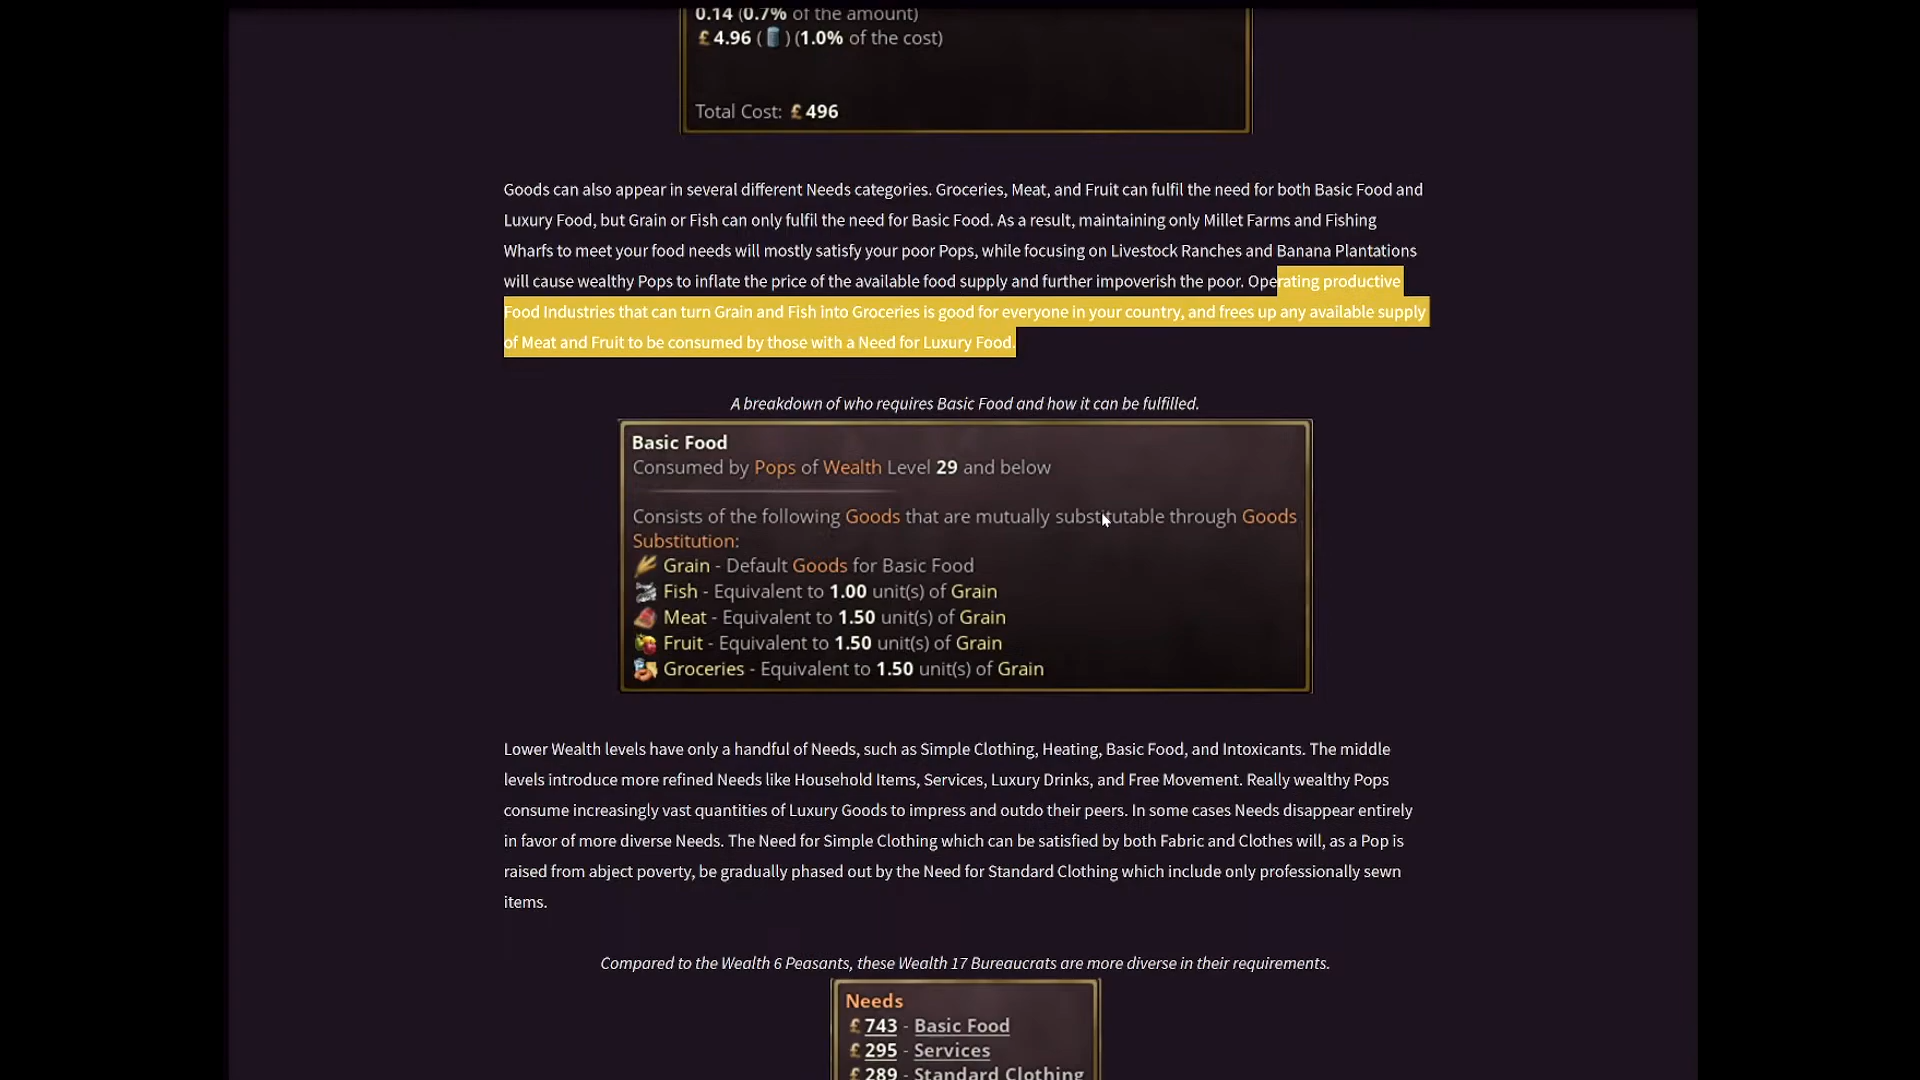 0.14 (0.7% of the amount)
£ 4.96 ( ) (1.0% of the cost)
Total Cost: £ 496
Goods can also appear in several different Needs categories. Groceries, Meat, and Fruit can fulfil the need for both Basic Food and
Luxury Food, but Grain or Fish can only fulfil the need for Basic Food. As a result, maintaining only Millet Farms and Fishing
Wharfs to meet your food needs will mostly satisfy your poor Pops, while focusing on Livestock Ranches and Banana Plantations
will cause wealthy Pops to inflate the price of the available food supply and further impoverish the poor. Operating productive
Food Industries that can turn Grain and Fish into Groceries is good for everyone in your country, and frees up any available supply
of Meat and Fruit to be consumed by those with a Need for Luxury Food.
A breakdown of who requires Basic Food and how it can be fulfilled.
Basic Food
Consumed by Pops of Wealth Level 29 and below
Consists of the following Goods that are mutually substitutable through Goods
Substitution:
Grain - Default Goods for Basic Food
Fish - Equivalent to 1.00 unit(s) of Grain
Meat - Equivalent to 1.50 unit(s) of Grain
Fruit - Equivalent to 1.50 unit(s) of Grain
Groceries - Equivalent to 1.50 unit(s) of Grain
Lower Wealth levels have only a handful of Needs, such as Simple Clothing, Heating, Basic Food, and Intoxicants. The middle
levels introduce more refined Needs like Household Items, Services, Luxury Drinks, and Free Movement. Really wealthy Pops
consume increasingly vast quantities of Luxury Goods to impress and outdo their peers. In some cases Needs disappear entirely
in favor of more diverse Needs. The Need for Simple Clothing which can be satisfied by both Fabric and Clothes will, as a Pop is
raised from abject poverty, be gradually phased out by the Need for Standard Clothing which include only professionally sewn
items.
Compared to the Wealth 6 Peasants, these Wealth 17 Bureaucrats are more diverse in their requirements.
Needs
£ 743 - Basic Food
£ 295 - Services
£ 289 - Standard Clothing